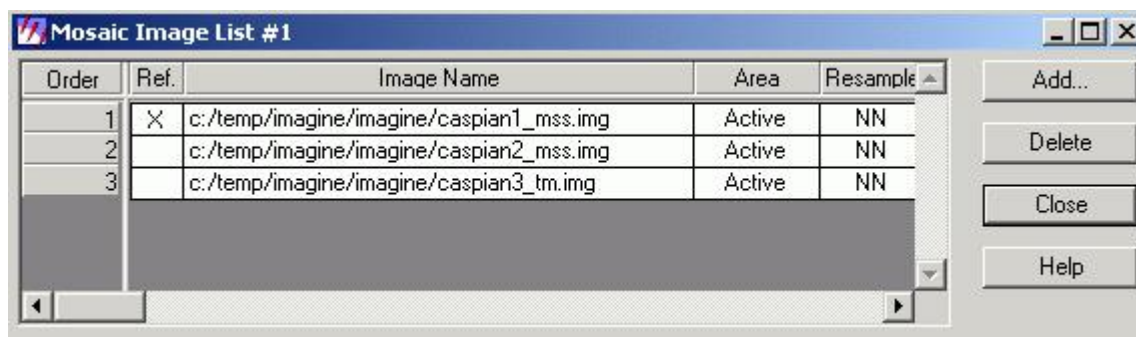 Mosaic Image List #1
Order Ref. Image Name Area Resample
1 X c:/temp/imagine/imagine/caspian1_mss.img Active NN
2 c:/temp/imagine/imagine/caspian2_mss.img Active NN
3 c:/temp/imagine/imagine/caspian3_tm.img Active NN
Add...
Delete
Close
Help